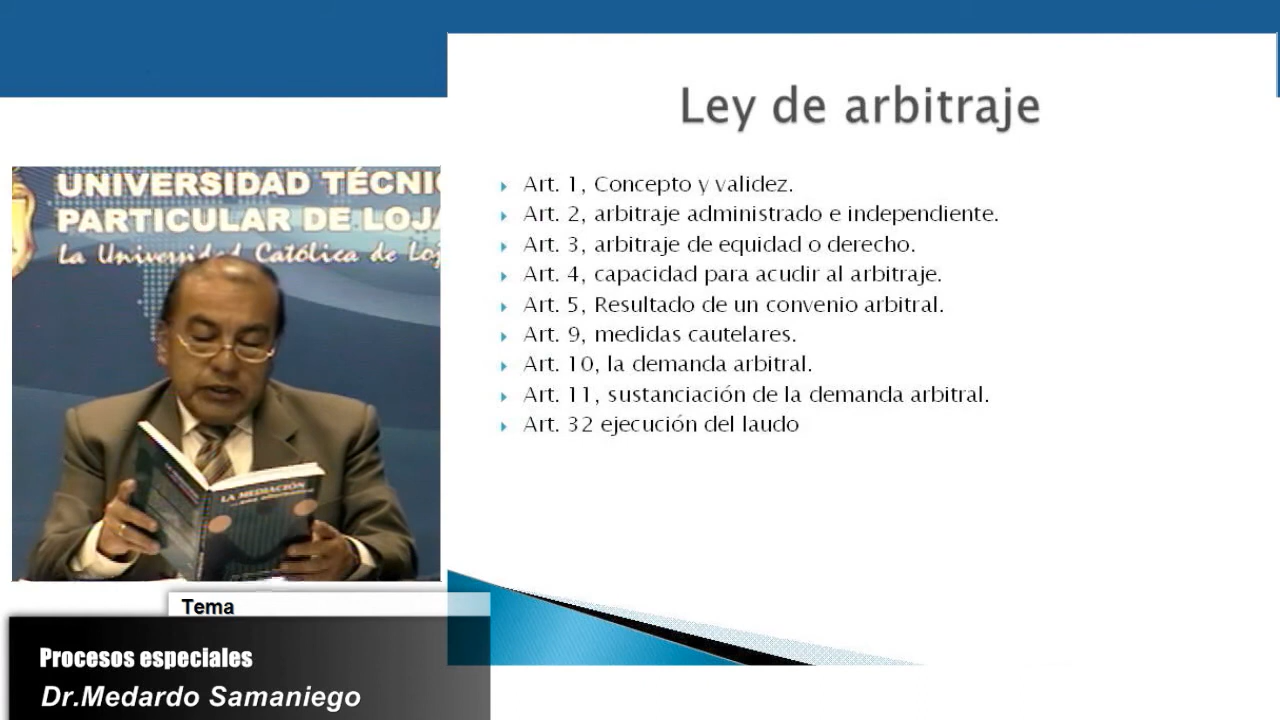 Ley de arbitraje
Art. 1, Concepto y validez.
Art. 2, arbitraje administrado e independiente.
Art. 3, arbitraje de equidad o derecho.
Art. 4, capacidad para acudir al arbitraje.
Art. 5, Resultado de un convenio arbitral.
Art. 9, medidas cautelares.
Art. 10, la demanda arbitral.
Art. 11, sustanciación de la demanda arbitral.
Art. 32 ejecución del laudo
UNIVERSIDAD TÉCNI
PARTICULAR DE LOJA
La Universidad Católica de Loj
LA MEDIACIÓN
Tema
Procesos especiales
Dr.Medardo Samaniego